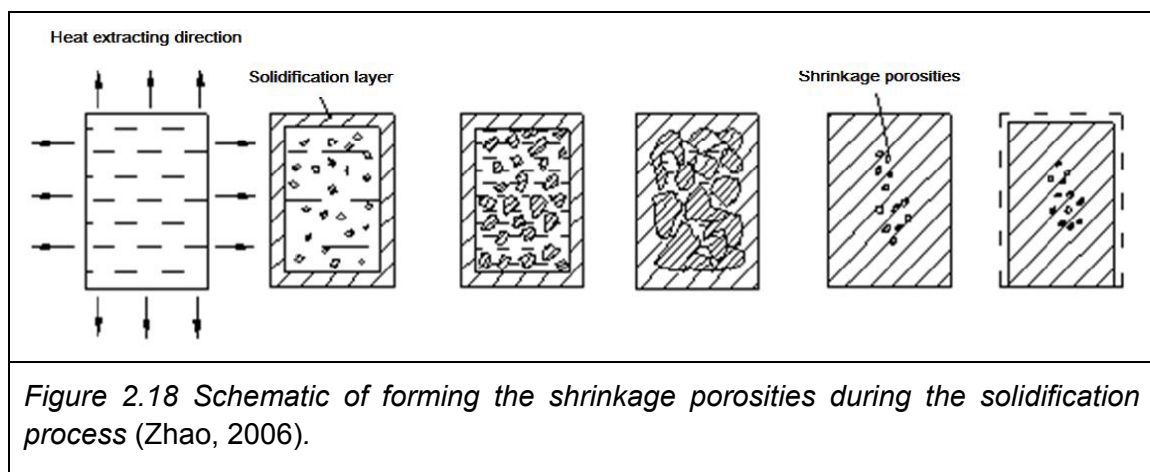 Heat extracting direction
Solidification layer
Shrinkage porosities
Figure 2.18 Schematic of forming the shrinkage porosities during the solidification
process (Zhao, 2006).